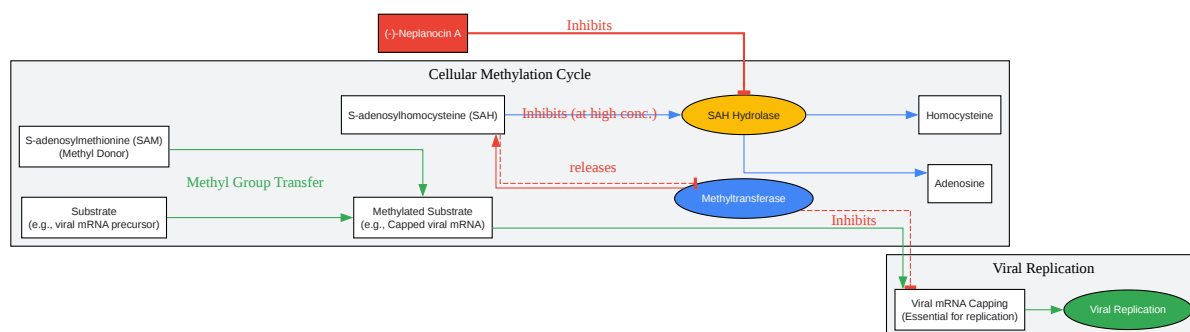 (-)-Neplanocin A
Inhibits
Cellular Methylation Cycle
S-adenosylhomocysteine (SAH)
Inhibits (at high conc.)
SAH Hydrolase
Homocysteine
S-adenosylmethionine (SAM)
(Methyl Donor)
releases
Adenosine
Methyl Group Transfer
Methyltransferase
Substrate
(e.g., viral mRNA precursor)
Methylated Substrate
(e.g., Capped viral mRNA)
Inhibits
Viral Replication
Viral mRNA Capping
(Essential for replication)
Viral Replication